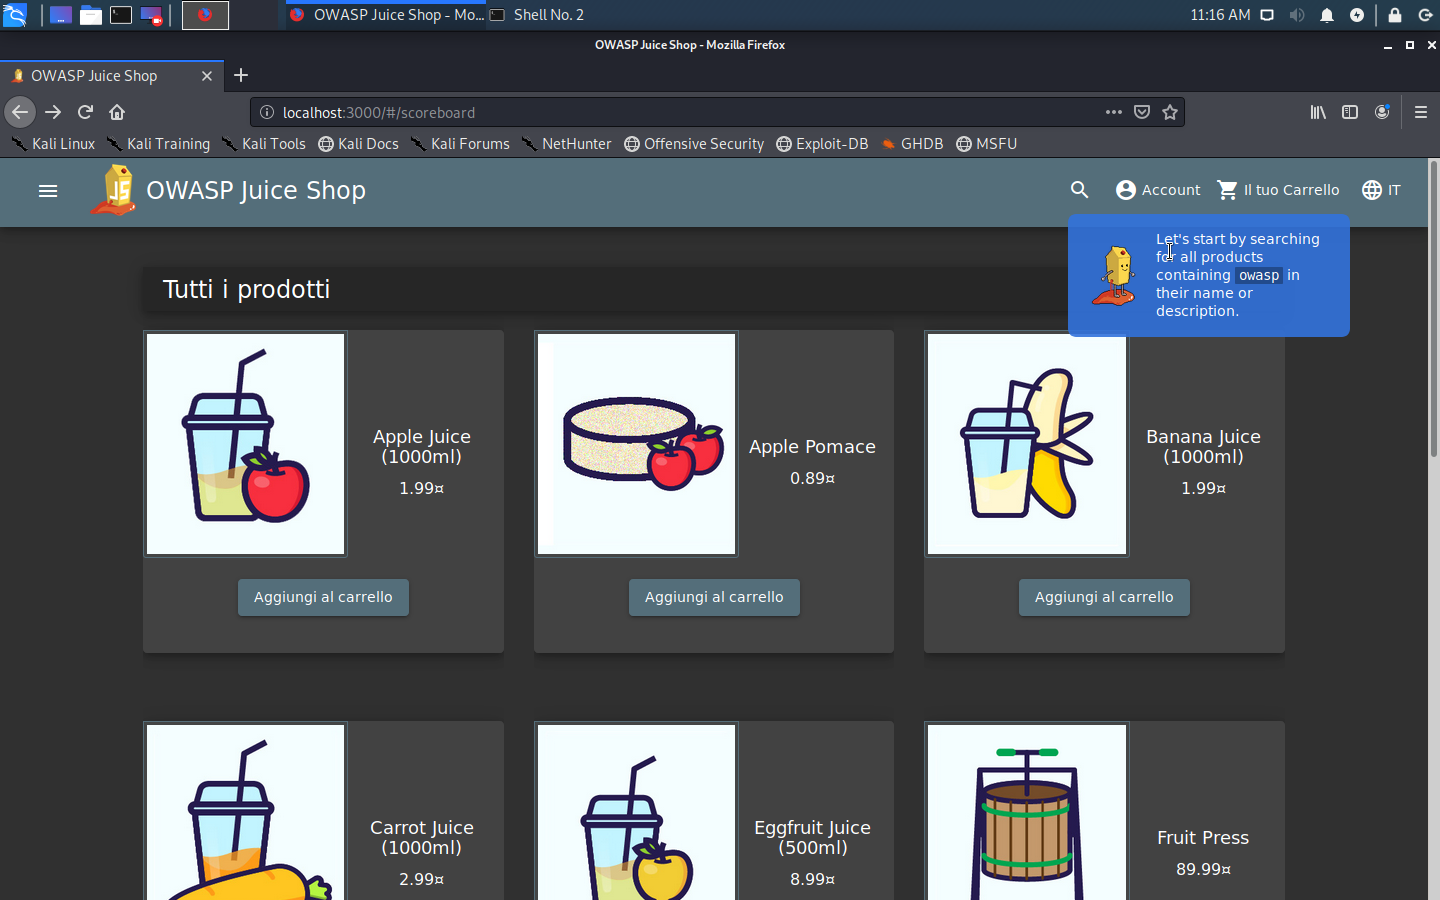 OWASP Juice Shop - Mo...
Shell No. 2
11:16 AM
OWASP Juice Shop - Mozilla Firefox
OWASP Juice Shop
localhost:3000/#/scoreboard
Kali Linux
Kali Training
Kali Tools
Kali Docs
Kali Forums
NetHunter
Offensive Security
Exploit-DB
GHDB
MSFU
JS
OWASP Juice Shop
Account
Il tuo Carrello
IT
Let's start by searching
for all products
containing owasp in
their name or
description.
Tutti i prodotti
Apple Juice
(1000ml)
1.99¤
Aggiungi al carrello
Apple Pomace
0.89¤
Aggiungi al carrello
Banana Juice
(1000ml)
1.99¤
Aggiungi al carrello
Carrot Juice
(1000ml)
2.99¤
Eggfruit Juice
(500ml)
8.99¤
Fruit Press
89.99¤